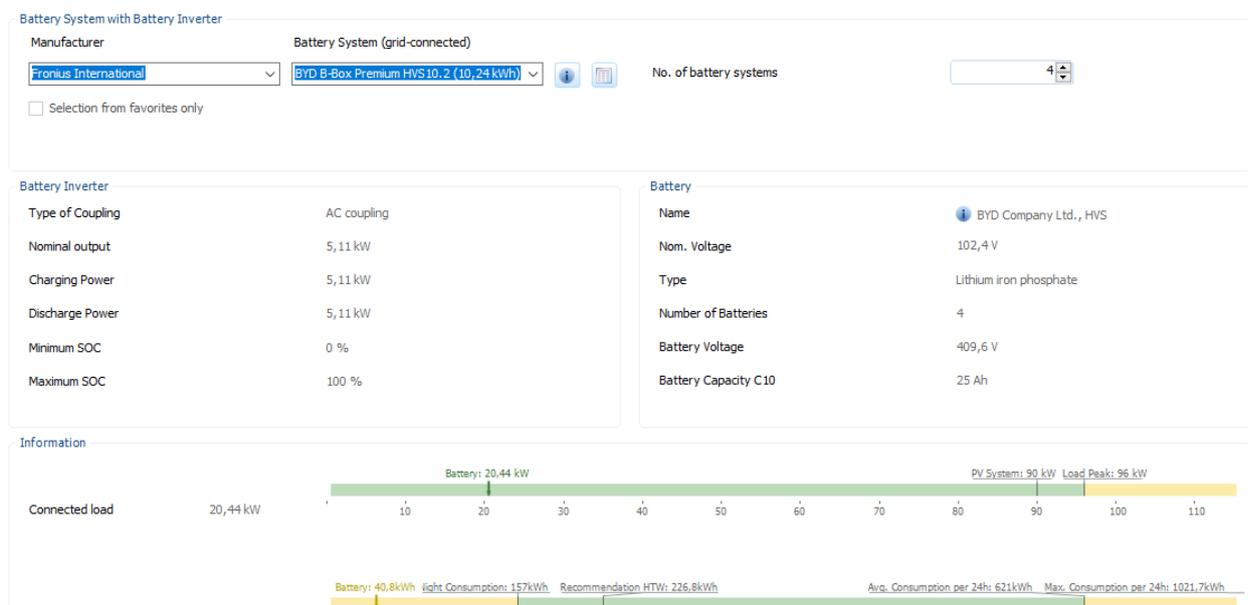 Battery System with Battery Inverter
Manufacturer Battery System (grid-connected)
Fronius International BYD B-Box Premium HVS10.2 (10,24 kWh) No. of battery systems 4
Selection from favorites only
Battery Inverter
Type of Coupling AC coupling
Nominal output 5,11 kW
Charging Power 5,11 kW
Discharge Power 5,11 kW
Minimum SOC 0 %
Maximum SOC 100 %
Battery
Name BYD Company Ltd., HVS
Nom. Voltage 102,4 V
Type Lithium iron phosphate
Number of Batteries 4
Battery Voltage 409,6 V
Battery Capacity C10 25 Ah
Information
Battery: 20,44 kW PV System: 90 kW Load Peak: 96 kW
Connected load 20,44 kW
10 20 30 40 50 60 70 80 90 100 110
Battery: 40,8kWh ight Consumption: 157kWh Recommendation HTW: 226,8kWh Avg. Consumption per 24h: 621kWh Max. Consumption per 24h: 1021,7kWh